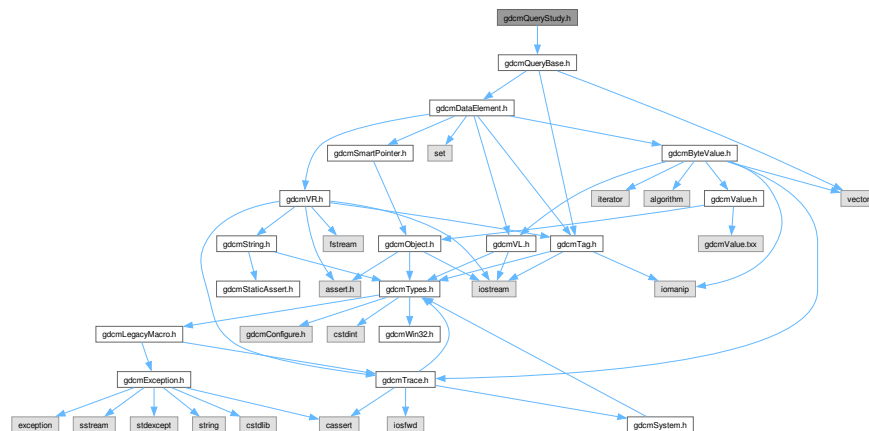 gdcmQueryStudy.h
gdcmQueryBase.h
gdcmDataElement.h
gdcmSmartPointer.h
set
gdcmByteValue.h
gdcmVR.h
iterator
algorithm
gdcmValue.h
vector
gdcmString.h
fstream
gdcmObject.h
gdcmVL.h
gdcmTag.h
gdcmValue.txx
gdcmStaticAssert.h
assert.h
gdcmTypes.h
iostream
iomanip
gdcmLegacyMacro.h
gdcmConfigure.h
cstdint
gdcmWin32.h
gdcmException.h
gdcmTrace.h
exception
sstream
stdexcept
string
cstdlib
cassert
iosfwd
gdcmSystem.h